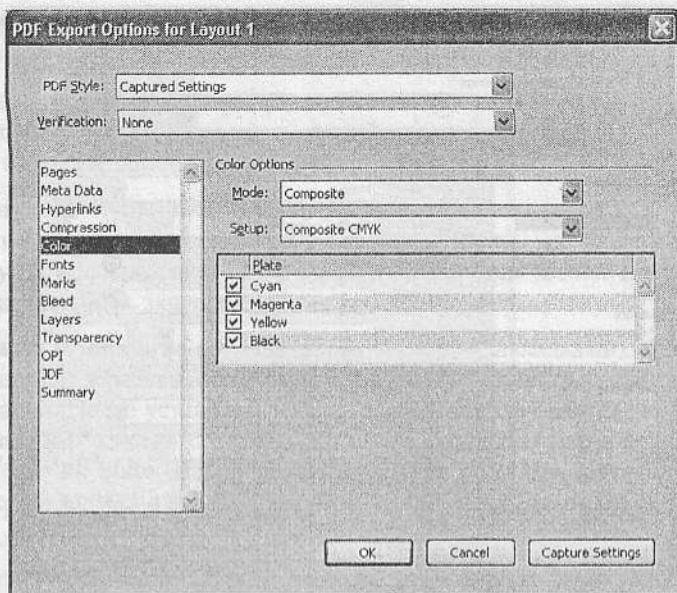 PDF Export Options for Layout 1
PDF Style: Captured Settings
Verification: None
Pages
Meta Data
Hyperlinks
Compression
Color
Fonts
Marks
Bleed
Layers
Transparency
OPI
JDF
Summary
Color Options
Mode: Composite
Setup: Composite CMYK
Plate
Cyan
Magenta
Yellow
Black
OK
Cancel
Capture Settings